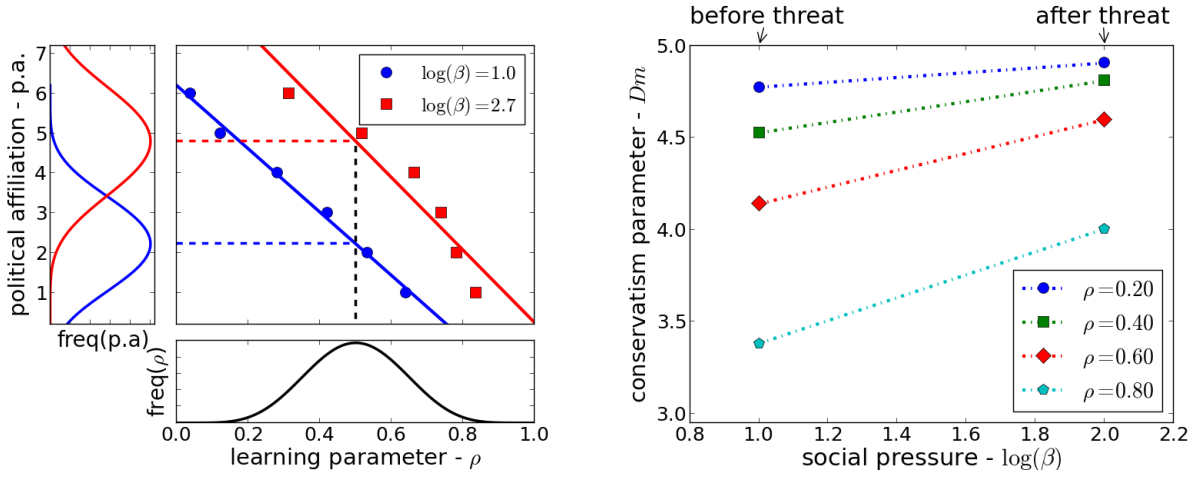 7
6
5
4
3
2
1
political affiliation - p.a.
freq(p.a)
log(β)=1.0
log(β)=2.7
freq(ρ)
0.0 0.2 0.4 0.6 0.8 1.0
learning parameter - ρ
before threat after threat
5.0
4.5
4.0
3.5
3.0
conservatism parameter - Dm
ρ=0.20
ρ=0.40
ρ=0.60
ρ=0.80
0.8 1.0 1.2 1.4 1.6 1.8 2.0 2.2
social pressure - log(β)